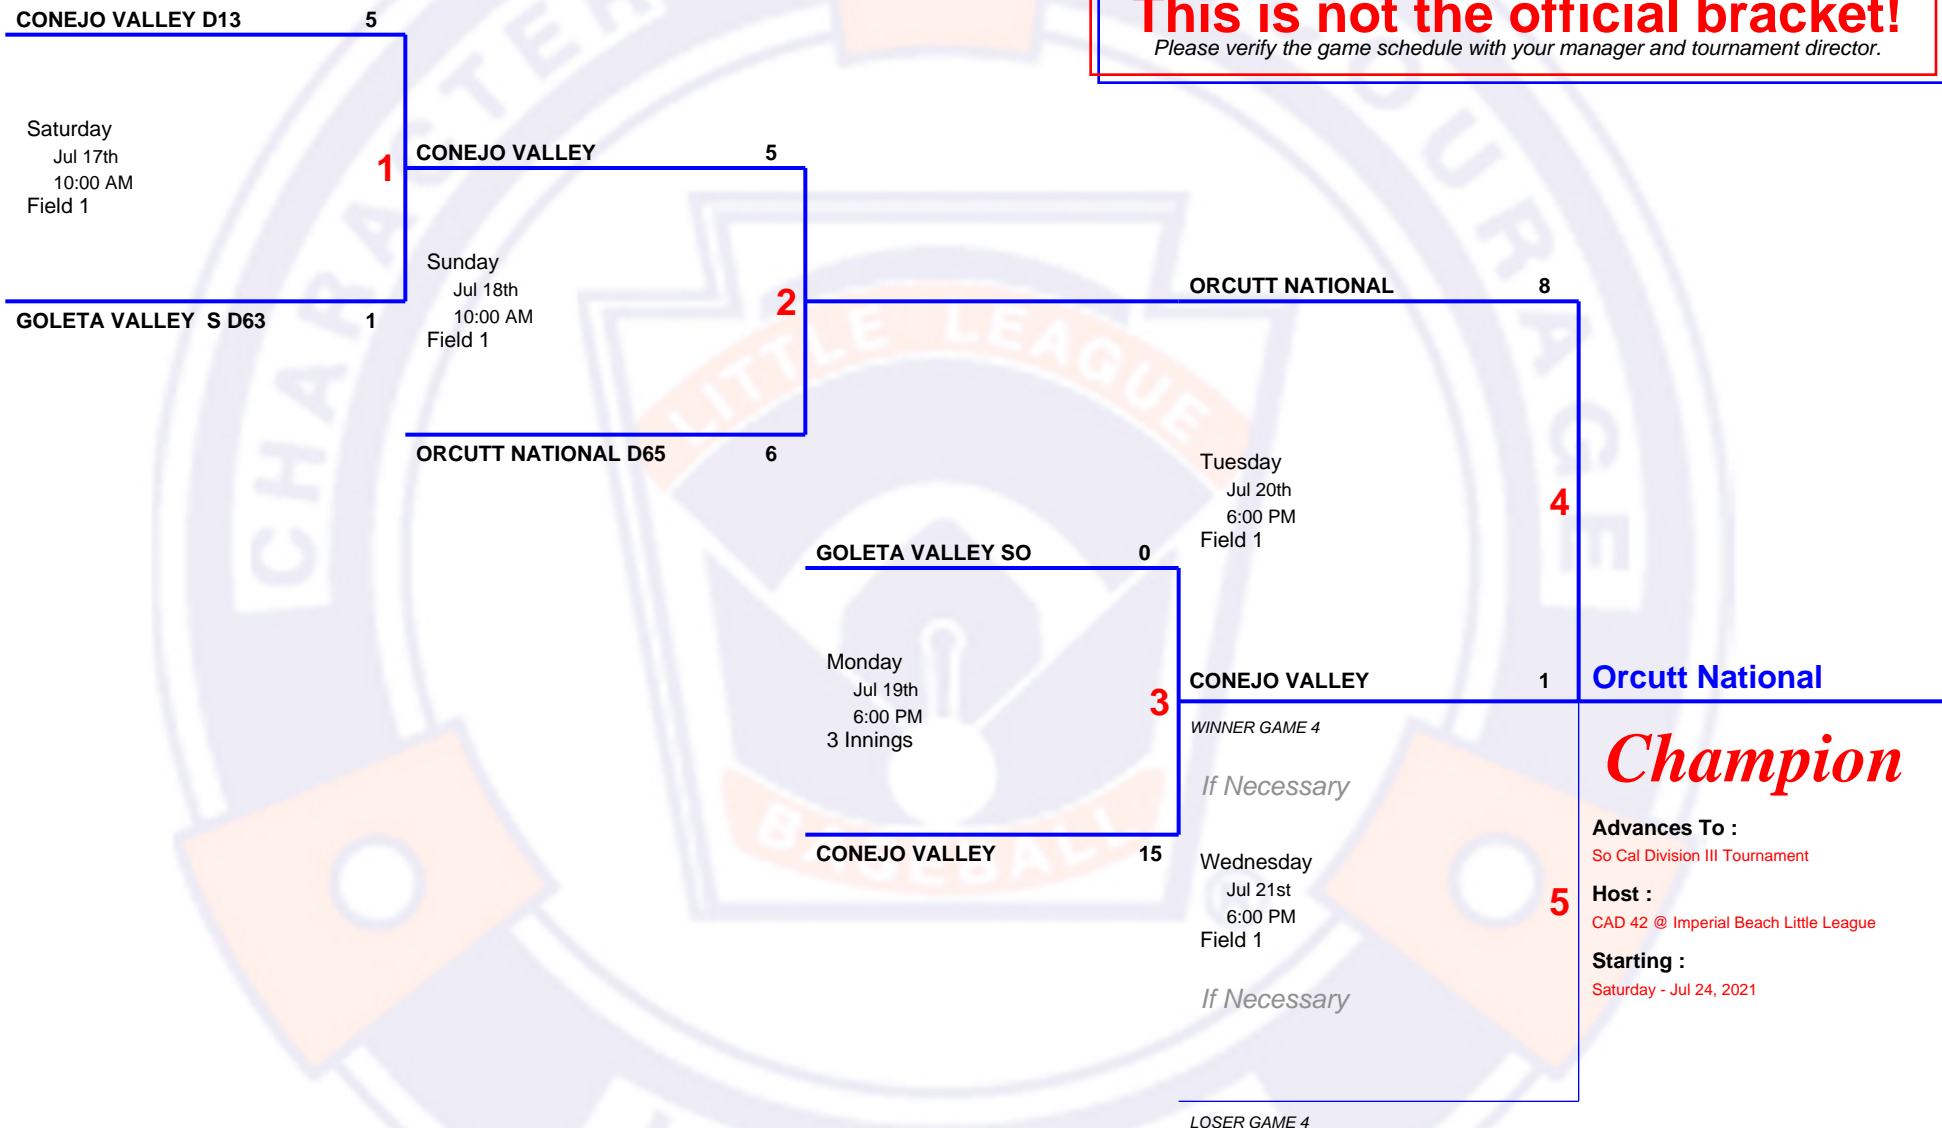 This is not the official bracket!
Please verify the game schedule with your manager and tournament director.
CONEJO VALLEY D13 5
Saturday
Jul 17th
10:00 AM
Field 1
1
GOLETA VALLEY S D63 1
CONEJO VALLEY 5
Sunday
Jul 18th
10:00 AM
Field 1
2
ORCUTT NATIONAL D65 6
GOLETA VALLEY SO 0
Monday
Jul 19th
6:00 PM
3 Innings
3
CONEJO VALLEY 15
ORCUTT NATIONAL 8
Tuesday
Jul 20th
6:00 PM
Field 1
4
CONEJO VALLEY 1
WINNER GAME 4
If Necessary
Wednesday
Jul 21st
6:00 PM
Field 1
5
If Necessary
LOSER GAME 4
Orcutt National
Champion
Advances To :
So Cal Division III Tournament
Host :
CAD 42 @ Imperial Beach Little League
Starting :
Saturday - Jul 24, 2021
LITTLE LEAGUE
BASEBALL
®